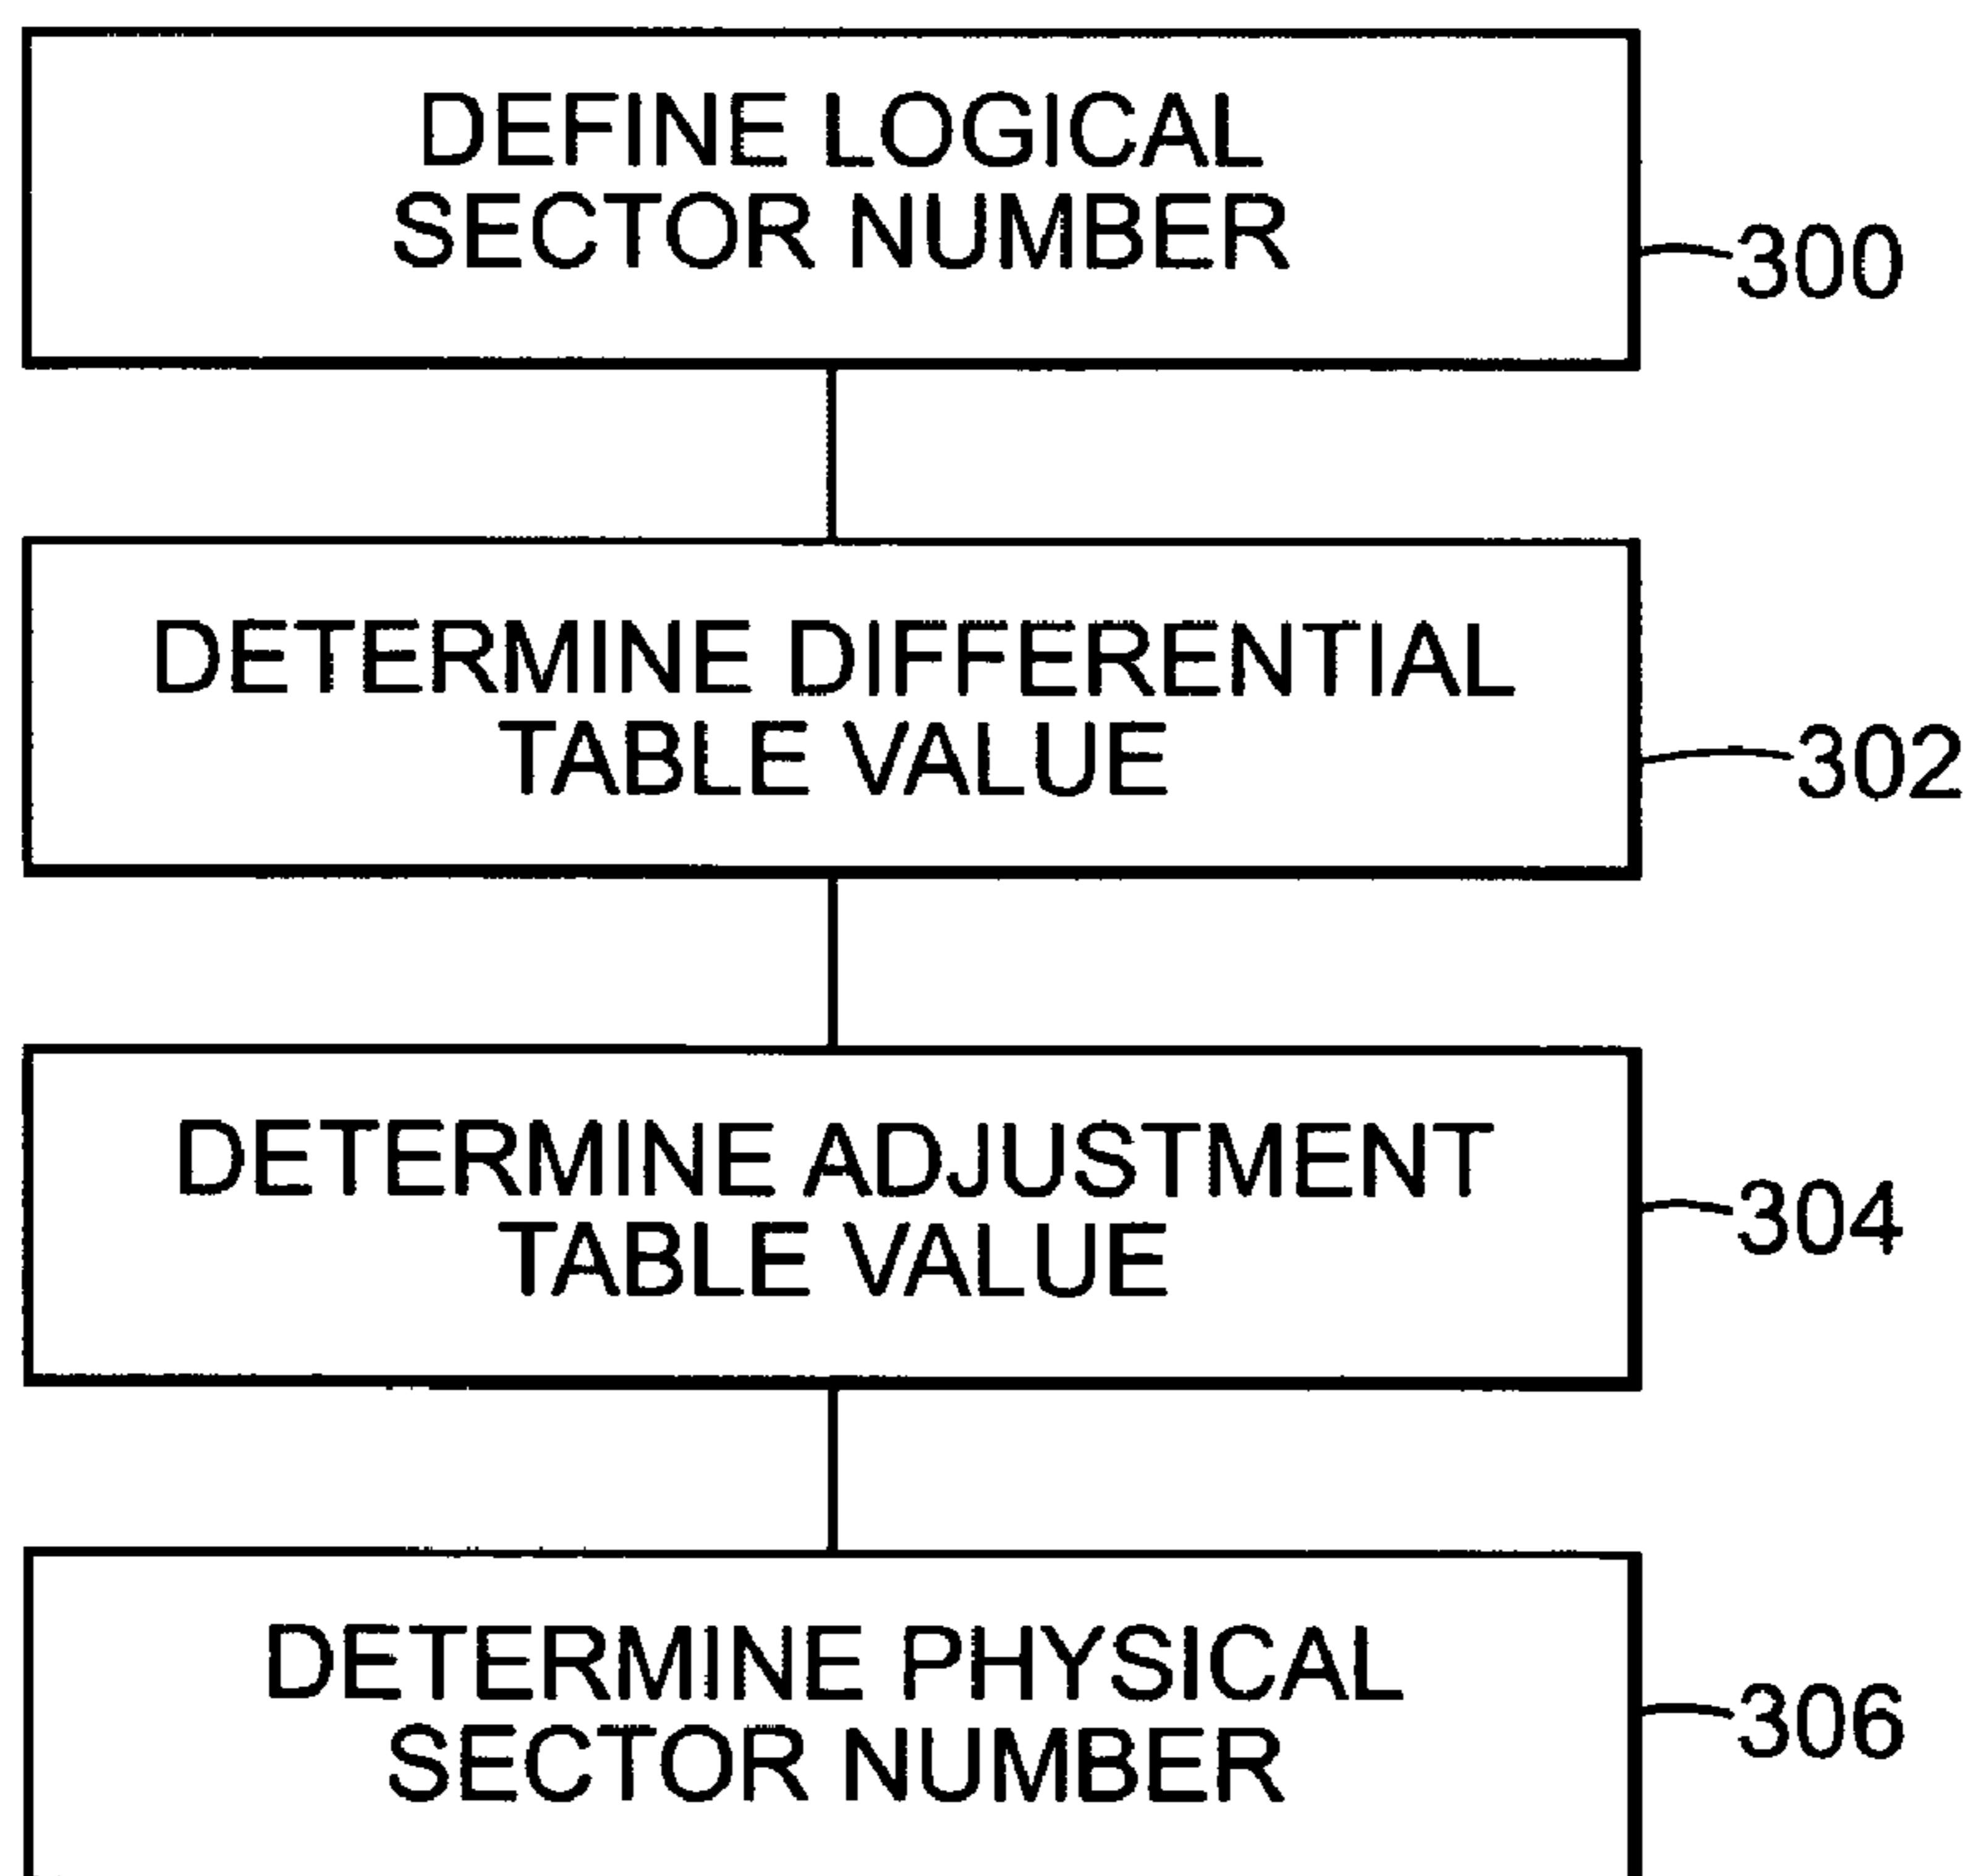 DEFINE LOGICAL
SECTOR NUMBER
300
DETERMINE DIFFERENTIAL
TABLE VALUE
302
DETERMINE ADJUSTMENT
TABLE VALUE
304
DETERMINE PHYSICAL
SECTOR NUMBER
306